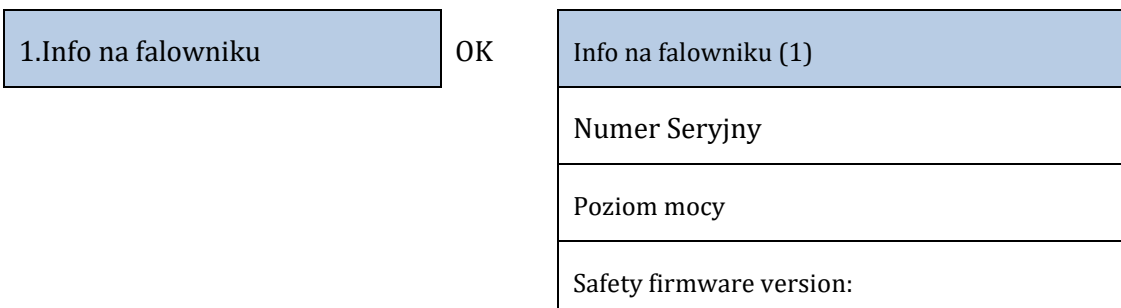 1.Info na falowniku
OK
Info na falowniku (1)
Numer Seryjny
Poziom mocy
Safety firmware version: